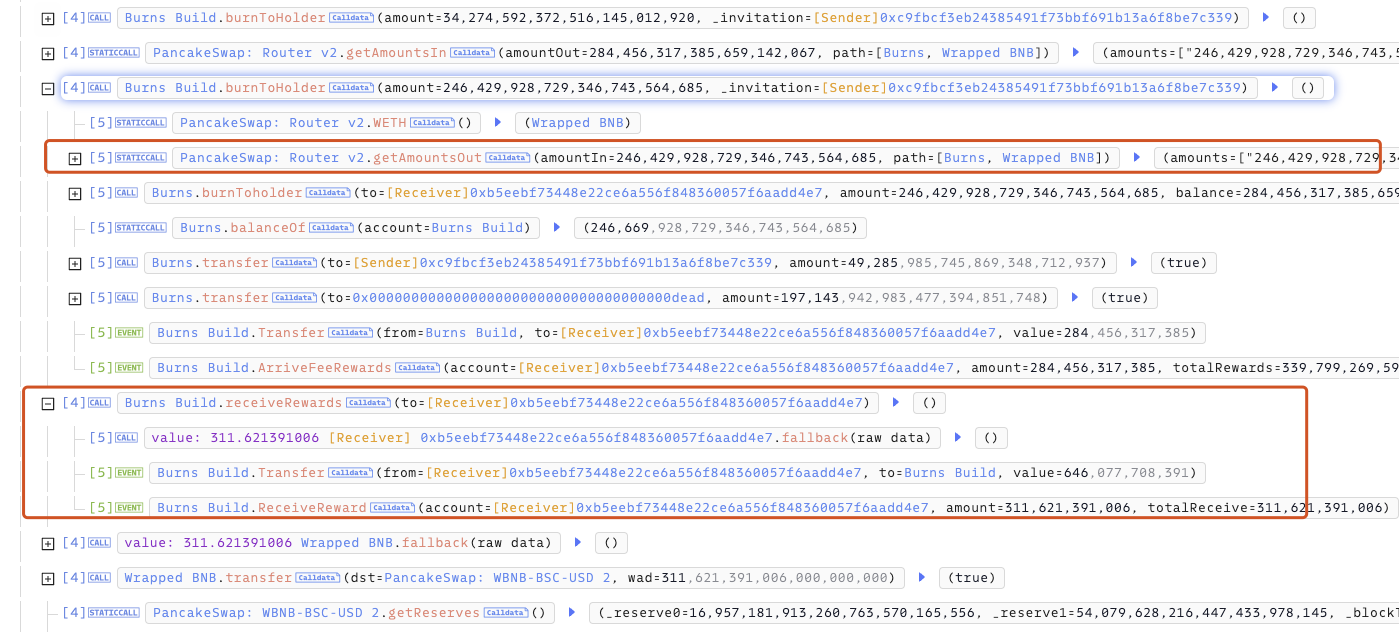 [4] CALL Burns Build.burnToHolder Calldata (amount=34,274,592,372,516,145,012,920, _invitation=[Sender]0xc9fbcf3eb24385491f73bbf691b13a6f8be7c339) ()
[4] STATICCALL PancakeSwap: Router v2.getAmountsIn Calldata (amountOut=284,456,317,385,659,142,067, path=[Burns, Wrapped BNB]) (amounts=["246,429,928,729,346,743,5
[4] CALL Burns Build.burnToHolder Calldata (amount=246,429,928,729,346,743,564,685, _invitation=[Sender]0xc9fbcf3eb24385491f73bbf691b13a6f8be7c339) ()
[5] STATICCALL PancakeSwap: Router v2.WETH Calldata () (Wrapped BNB)
[5] STATICCALL PancakeSwap: Router v2.getAmountsOut Calldata (amountIn=246,429,928,729,346,743,564,685, path=[Burns, Wrapped BNB]) (amounts=["246,429,928,729,34
[5] CALL Burns.burnToholder Calldata (to=[Receiver]0xb5eebf73448e22ce6a556f848360057f6aadd4e7, amount=246,429,928,729,346,743,564,685, balance=284,456,317,385,659
[5] STATICCALL Burns.balanceOf Calldata (account=Burns Build) (246,669,928,729,346,743,564,685)
[5] CALL Burns.transfer Calldata (to=[Sender]0xc9fbcf3eb24385491f73bbf691b13a6f8be7c339, amount=49,285,985,745,869,348,712,937) (true)
[5] CALL Burns.transfer Calldata (to=0x000000000000000000000000000000000000dead, amount=197,143,942,983,477,394,851,748) (true)
[5] EVENT Burns Build.Transfer Calldata (from=Burns Build, to=[Receiver]0xb5eebf73448e22ce6a556f848360057f6aadd4e7, value=284,456,317,385)
[5] EVENT Burns Build.ArriveFeeRewards Calldata (account=[Receiver]0xb5eebf73448e22ce6a556f848360057f6aadd4e7, amount=284,456,317,385, totalRewards=339,799,269,59
[4] CALL Burns Build.receiveRewards Calldata (to=[Receiver]0xb5eebf73448e22ce6a556f848360057f6aadd4e7) ()
[5] CALL value: 311.621391006 [Receiver] 0xb5eebf73448e22ce6a556f848360057f6aadd4e7.fallback(raw data) ()
[5] EVENT Burns Build.Transfer Calldata (from=[Receiver]0xb5eebf73448e22ce6a556f848360057f6aadd4e7, to=Burns Build, value=646,077,708,391)
[5] EVENT Burns Build.ReceiveReward Calldata (account=[Receiver]0xb5eebf73448e22ce6a556f848360057f6aadd4e7, amount=311,621,391,006, totalReceive=311,621,391,006)
[4] CALL value: 311.621391006 Wrapped BNB.fallback(raw data) ()
[4] CALL Wrapped BNB.transfer Calldata (dst=PancakeSwap: WBNB-BSC-USD 2, wad=311,621,391,006,000,000,000) (true)
[4] STATICCALL PancakeSwap: WBNB-BSC-USD 2.getReserves Calldata () (_reserve0=16,957,181,913,260,763,570,165,556, _reserve1=54,079,628,216,447,433,978,145, _block